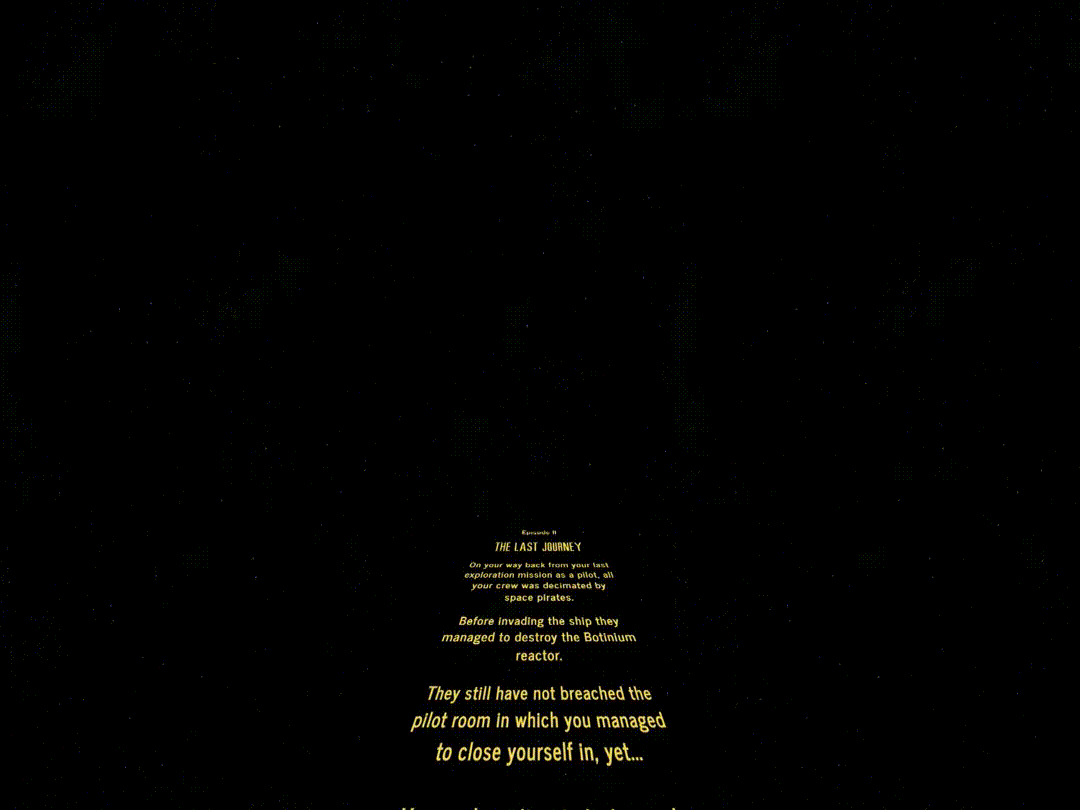 Episode II
THE LAST JOURNEY
On your way back from your last
exploration mission as a pilot, all
your crew was decimated by
space pirates.
Before invading the ship they
managed to destroy the Botinium
reactor.
They still have not breached the
pilot room in which you managed
to close yourself in, yet...